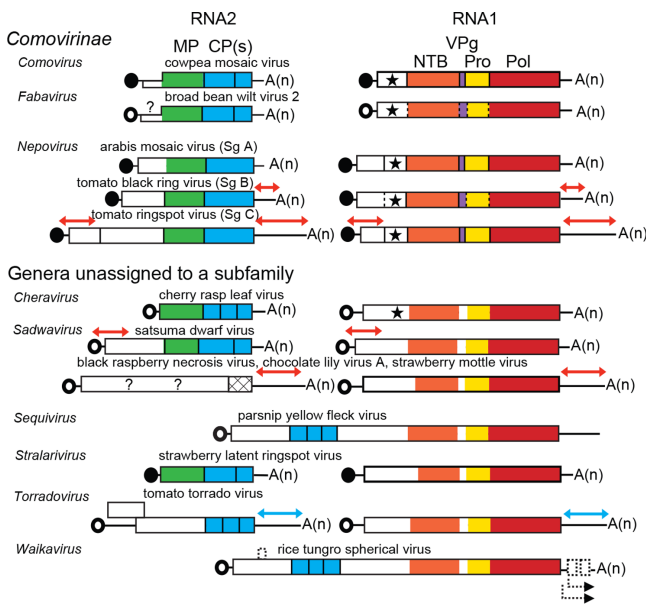 RNA2 RNA1
Comovirinae MP CP(s) VPg
NTB Pro Pol
Comovirus cowpea mosaic virus
A(n) A(n)
Fabavirus broad bean wilt virus 2
? A(n) A(n)
Nepovirus arabis mosaic virus (Sg A)
A(n) A(n)
tomato black ring virus (Sg B)
A(n) A(n)
tomato ringspot virus (Sg C)
A(n) A(n)
Genera unassigned to a subfamily
Cheravirus cherry rasp leaf virus
A(n) A(n)
Sadwavirus satsuma dwarf virus
A(n) A(n)
black raspberry necrosis virus, chocolate lily virus A, strawberry mottle virus
? ? A(n) A(n)
Sequivirus parsnip yellow fleck virus
Stralarivirus strawberry latent ringspot virus
A(n) A(n)
Torradovirus tomato torrado virus
A(n) A(n)
Waikavirus rice tungro spherical virus
A(n)